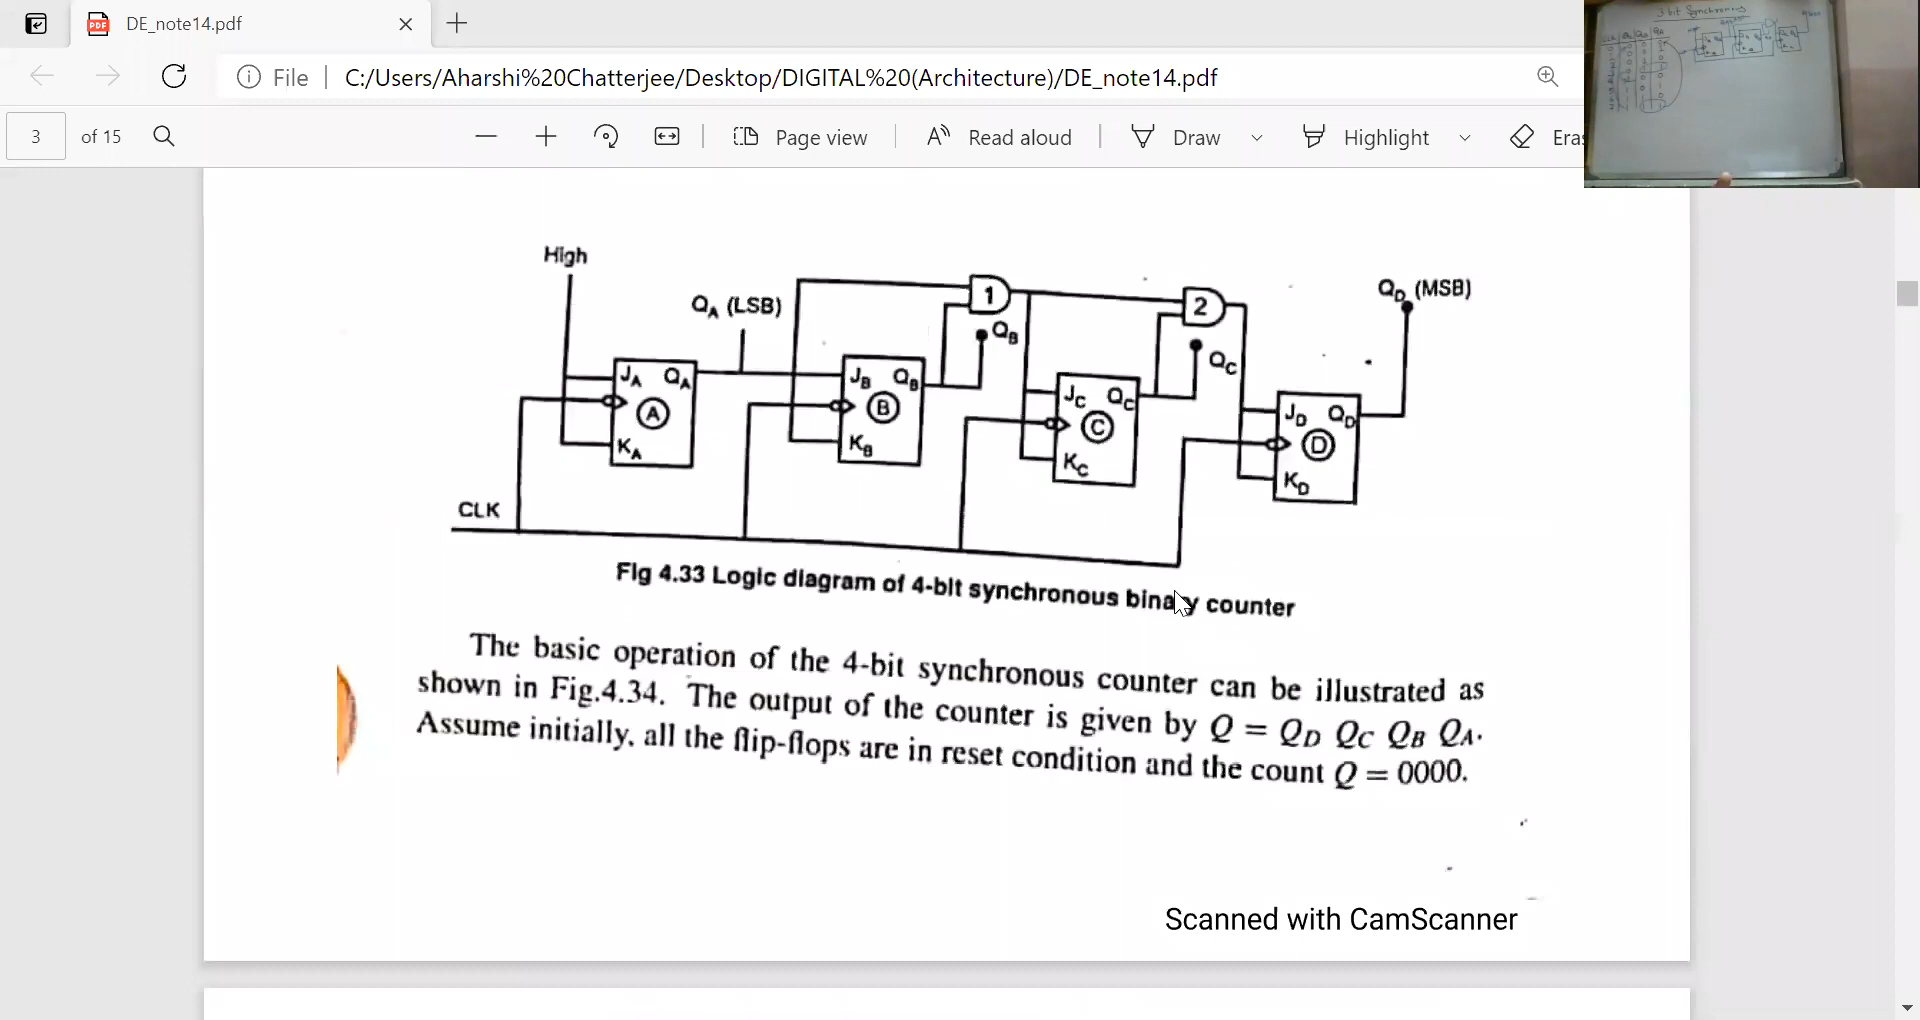 DE_note14.pdf
File
C:/Users/Aharshi%20Chatterjee/Desktop/DIGITAL%20(Architecture)/DE_note14.pdf
3 of 15
Page view
Read aloud
Draw
Highlight
Eras
3 bit Synchronous
High
QA (LSB)
1
QB
2
QC
QD (MSB)
JA QA
A
KA
JB QB
B
KB
JC QC
C
KC
JD QD
D
KD
CLK
Fig 4.33 Logic diagram of 4-bit synchronous binary counter
The basic operation of the 4-bit synchronous counter can be illustrated as
shown in Fig.4.34. The output of the counter is given by Q = QD QC QB QA.
Assume initially, all the flip-flops are in reset condition and the count Q = 0000.
Scanned with CamScanner